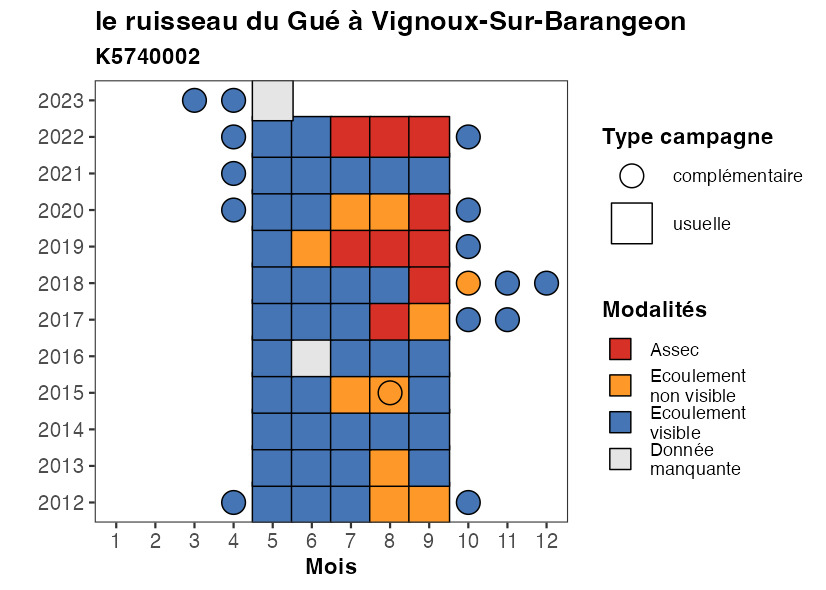 le ruisseau du Gué à Vignoux-Sur-Barangeon
K5740002
2023
2022
2021
2020
2019
2018
2017
2016
2015
2014
2013
2012
1 2 3 4 5 6 7 8 9 10 11 12
Mois
Type campagne
complémentaire
usuelle
Modalités
Assec
Ecoulement
non visible
Ecoulement
visible
Donnée
manquante